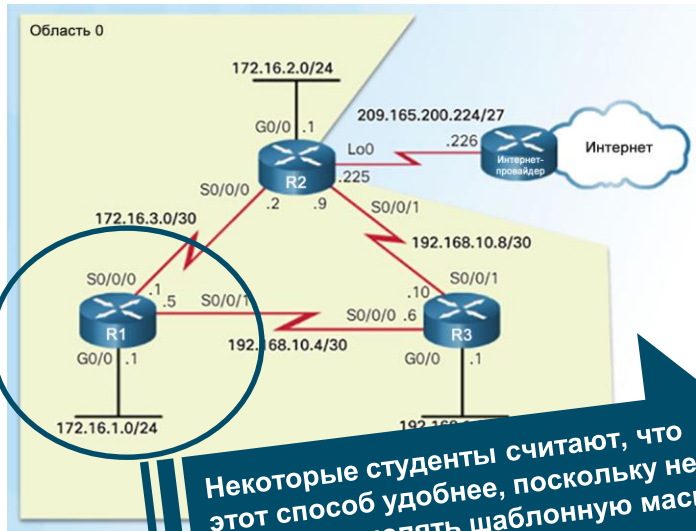 Область 0
172.16.2.0/24
209.165.200.224/27
G0/0 .1
Lo0
.226
Интернет-
провайдер
Интернет
R2
.225
S0/0/0
.2
.9
S0/0/1
172.16.3.0/30
192.168.10.8/30
S0/0/0
.1
S0/0/1
.10
.5
S0/0/1
S0/0/0 .6
R1
R3
192.168.10.4/30
G0/0 .1
G0/0 .1
172.16.1.0/24
Некоторые студенты считают, что
этот способ удобнее, поскольку не
шаблонную